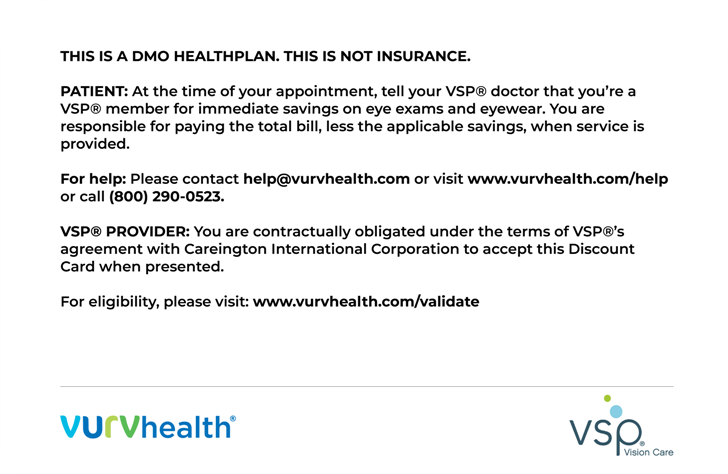 THIS IS A DMO HEALTHPLAN. THIS IS NOT INSURANCE.
PATIENT: At the time of your appointment, tell your VSP® doctor that you’re a
VSP® member for immediate savings on eye exams and eyewear. You are
responsible for paying the total bill, less the applicable savings, when service is
provided.
For help: Please contact help@vurvhealth.com or visit www.vurvhealth.com/help
or call (800) 290-0523.
VSP® PROVIDER: You are contractually obligated under the terms of VSP®’s
agreement with Careington International Corporation to accept this Discount
Card when presented.
For eligibility, please visit: www.vurvhealth.com/validate
vurvhealth®
vsp®
Vision Care